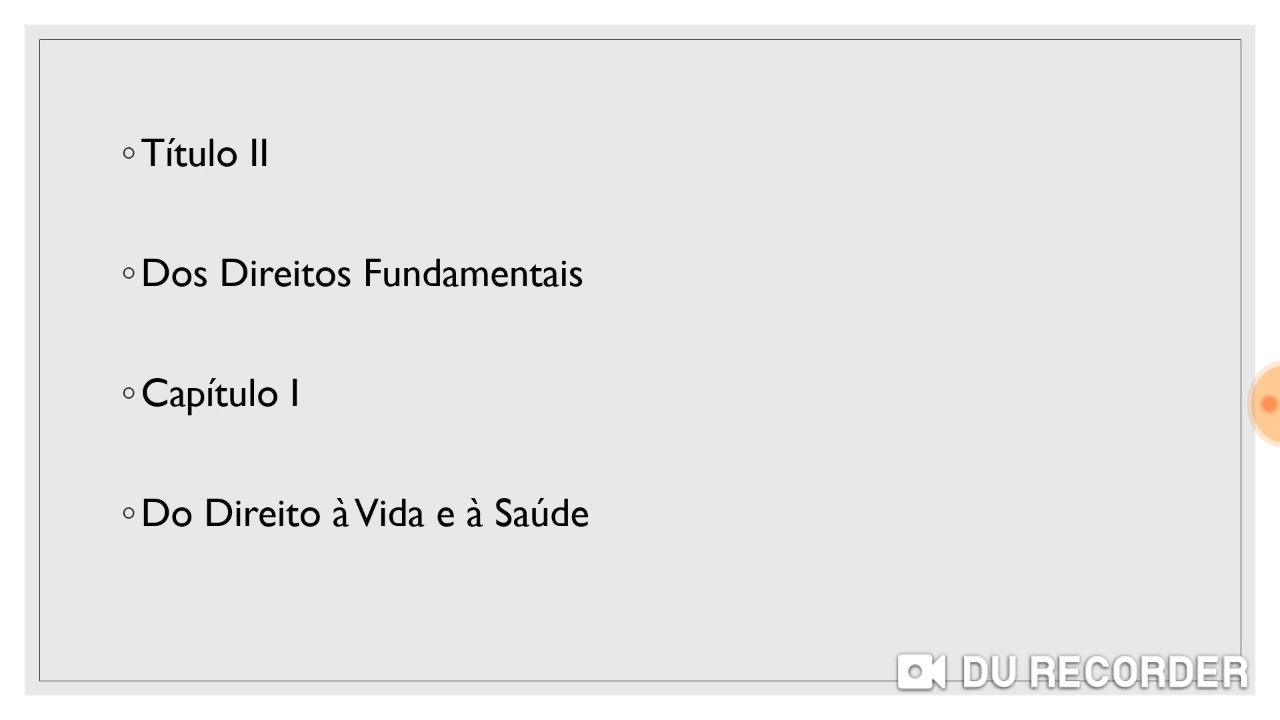 Título II
Dos Direitos Fundamentais
Capítulo I
Do Direito à Vida e à Saúde
DU RECORDER